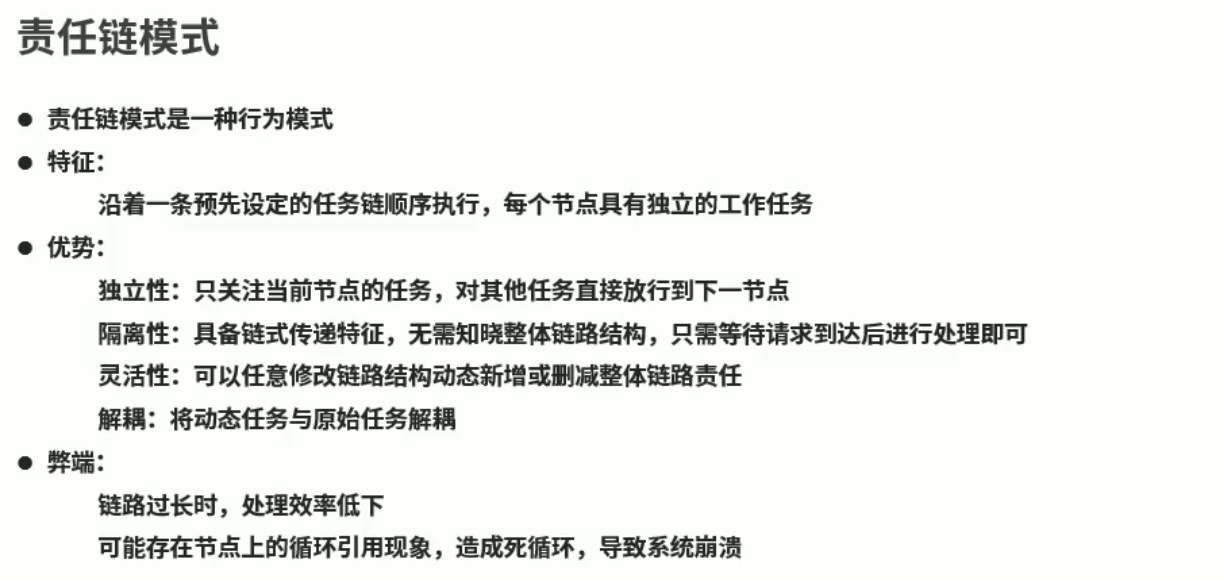 责任链模式
● 责任链模式是一种行为模式
● 特征：
沿着一条预先设定的任务链顺序执行，每个节点具有独立的工作任务
● 优势：
独立性：只关注当前节点的任务，对其他任务直接放行到下一节点
隔离性：具备链式传递特征，无需知晓整体链路结构，只需等待请求到达后进行处理即可
灵活性：可以任意修改链路结构动态新增或删减整体链路责任
解耦：将动态任务与原始任务解耦
● 弊端：
链路过长时，处理效率低下
可能存在节点上的循环引用现象，造成死循环，导致系统崩溃